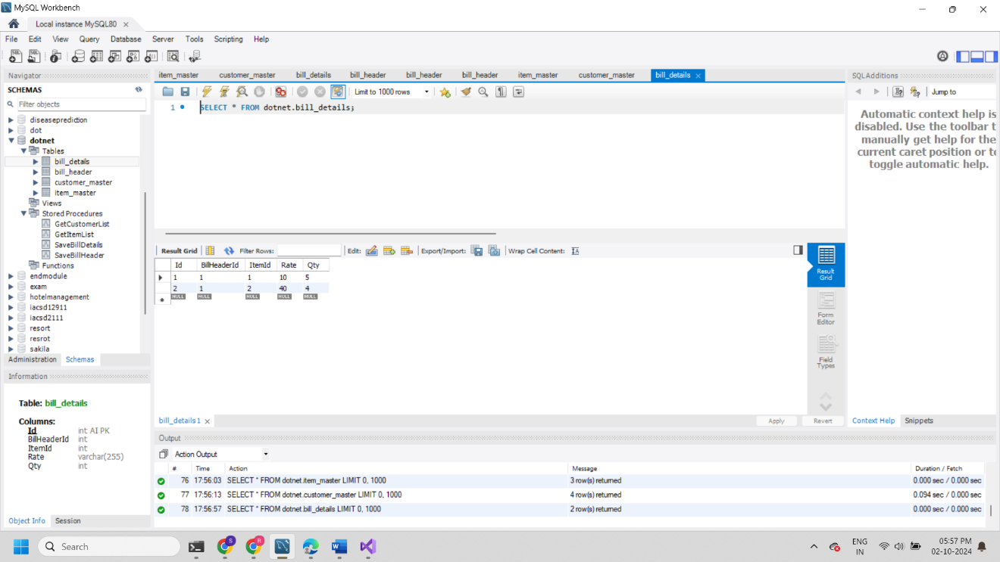 MySQL Workbench
Local instance MySQL80
File Edit View Query Database Server Tools Scripting Help
Navigator
SCHEMAS
Filter objects
diseaseprediction
dot
dotnet
Tables
bill_details
bill_header
customer_master
item_master
Views
Stored Procedures
GetCustomerList
GetItemList
SaveBillDetails
SaveBillHeader
Functions
endmodule
exam
hotelmanagement
iacsd12911
iacsd2111
resort
resrot
sakila
Administration Schemas
Information
Table: bill_details
Columns:
Id int AI PK
BillHeaderId int
ItemId int
Rate varchar(255)
Qty int
Object Info Session
item_master customer_master bill_details bill_header bill_header bill_header item_master customer_master bill_details
Limit to 1000 rows
1 SELECT * FROM dotnet.bill_details;
Result Grid Filter Rows: Edit: Export/Import: Wrap Cell Content:
Id BillHeaderId ItemId Rate Qty
1 1 1 10 5
2 1 2 40 4
NULL NULL NULL NULL NULL
Result Grid
Form Editor
Field Types
bill_details 1 Apply Revert
Output
Action Output
# Time Action Message Duration / Fetch
76 17:56:03 SELECT * FROM dotnet.item_master LIMIT 0, 1000 3 row(s) returned 0.000 sec / 0.000 sec
77 17:56:13 SELECT * FROM dotnet.customer_master LIMIT 0, 1000 4 row(s) returned 0.094 sec / 0.000 sec
78 17:56:57 SELECT * FROM dotnet.bill_details LIMIT 0, 1000 2 row(s) returned 0.000 sec / 0.000 sec
SQLAdditions
Jump to
Automatic context help is
disabled. Use the toolbar t
manually get help for the
current caret position or to
toggle automatic help.
Context Help Snippets
Search
ENG
IN
05:57 PM
02-10-2024